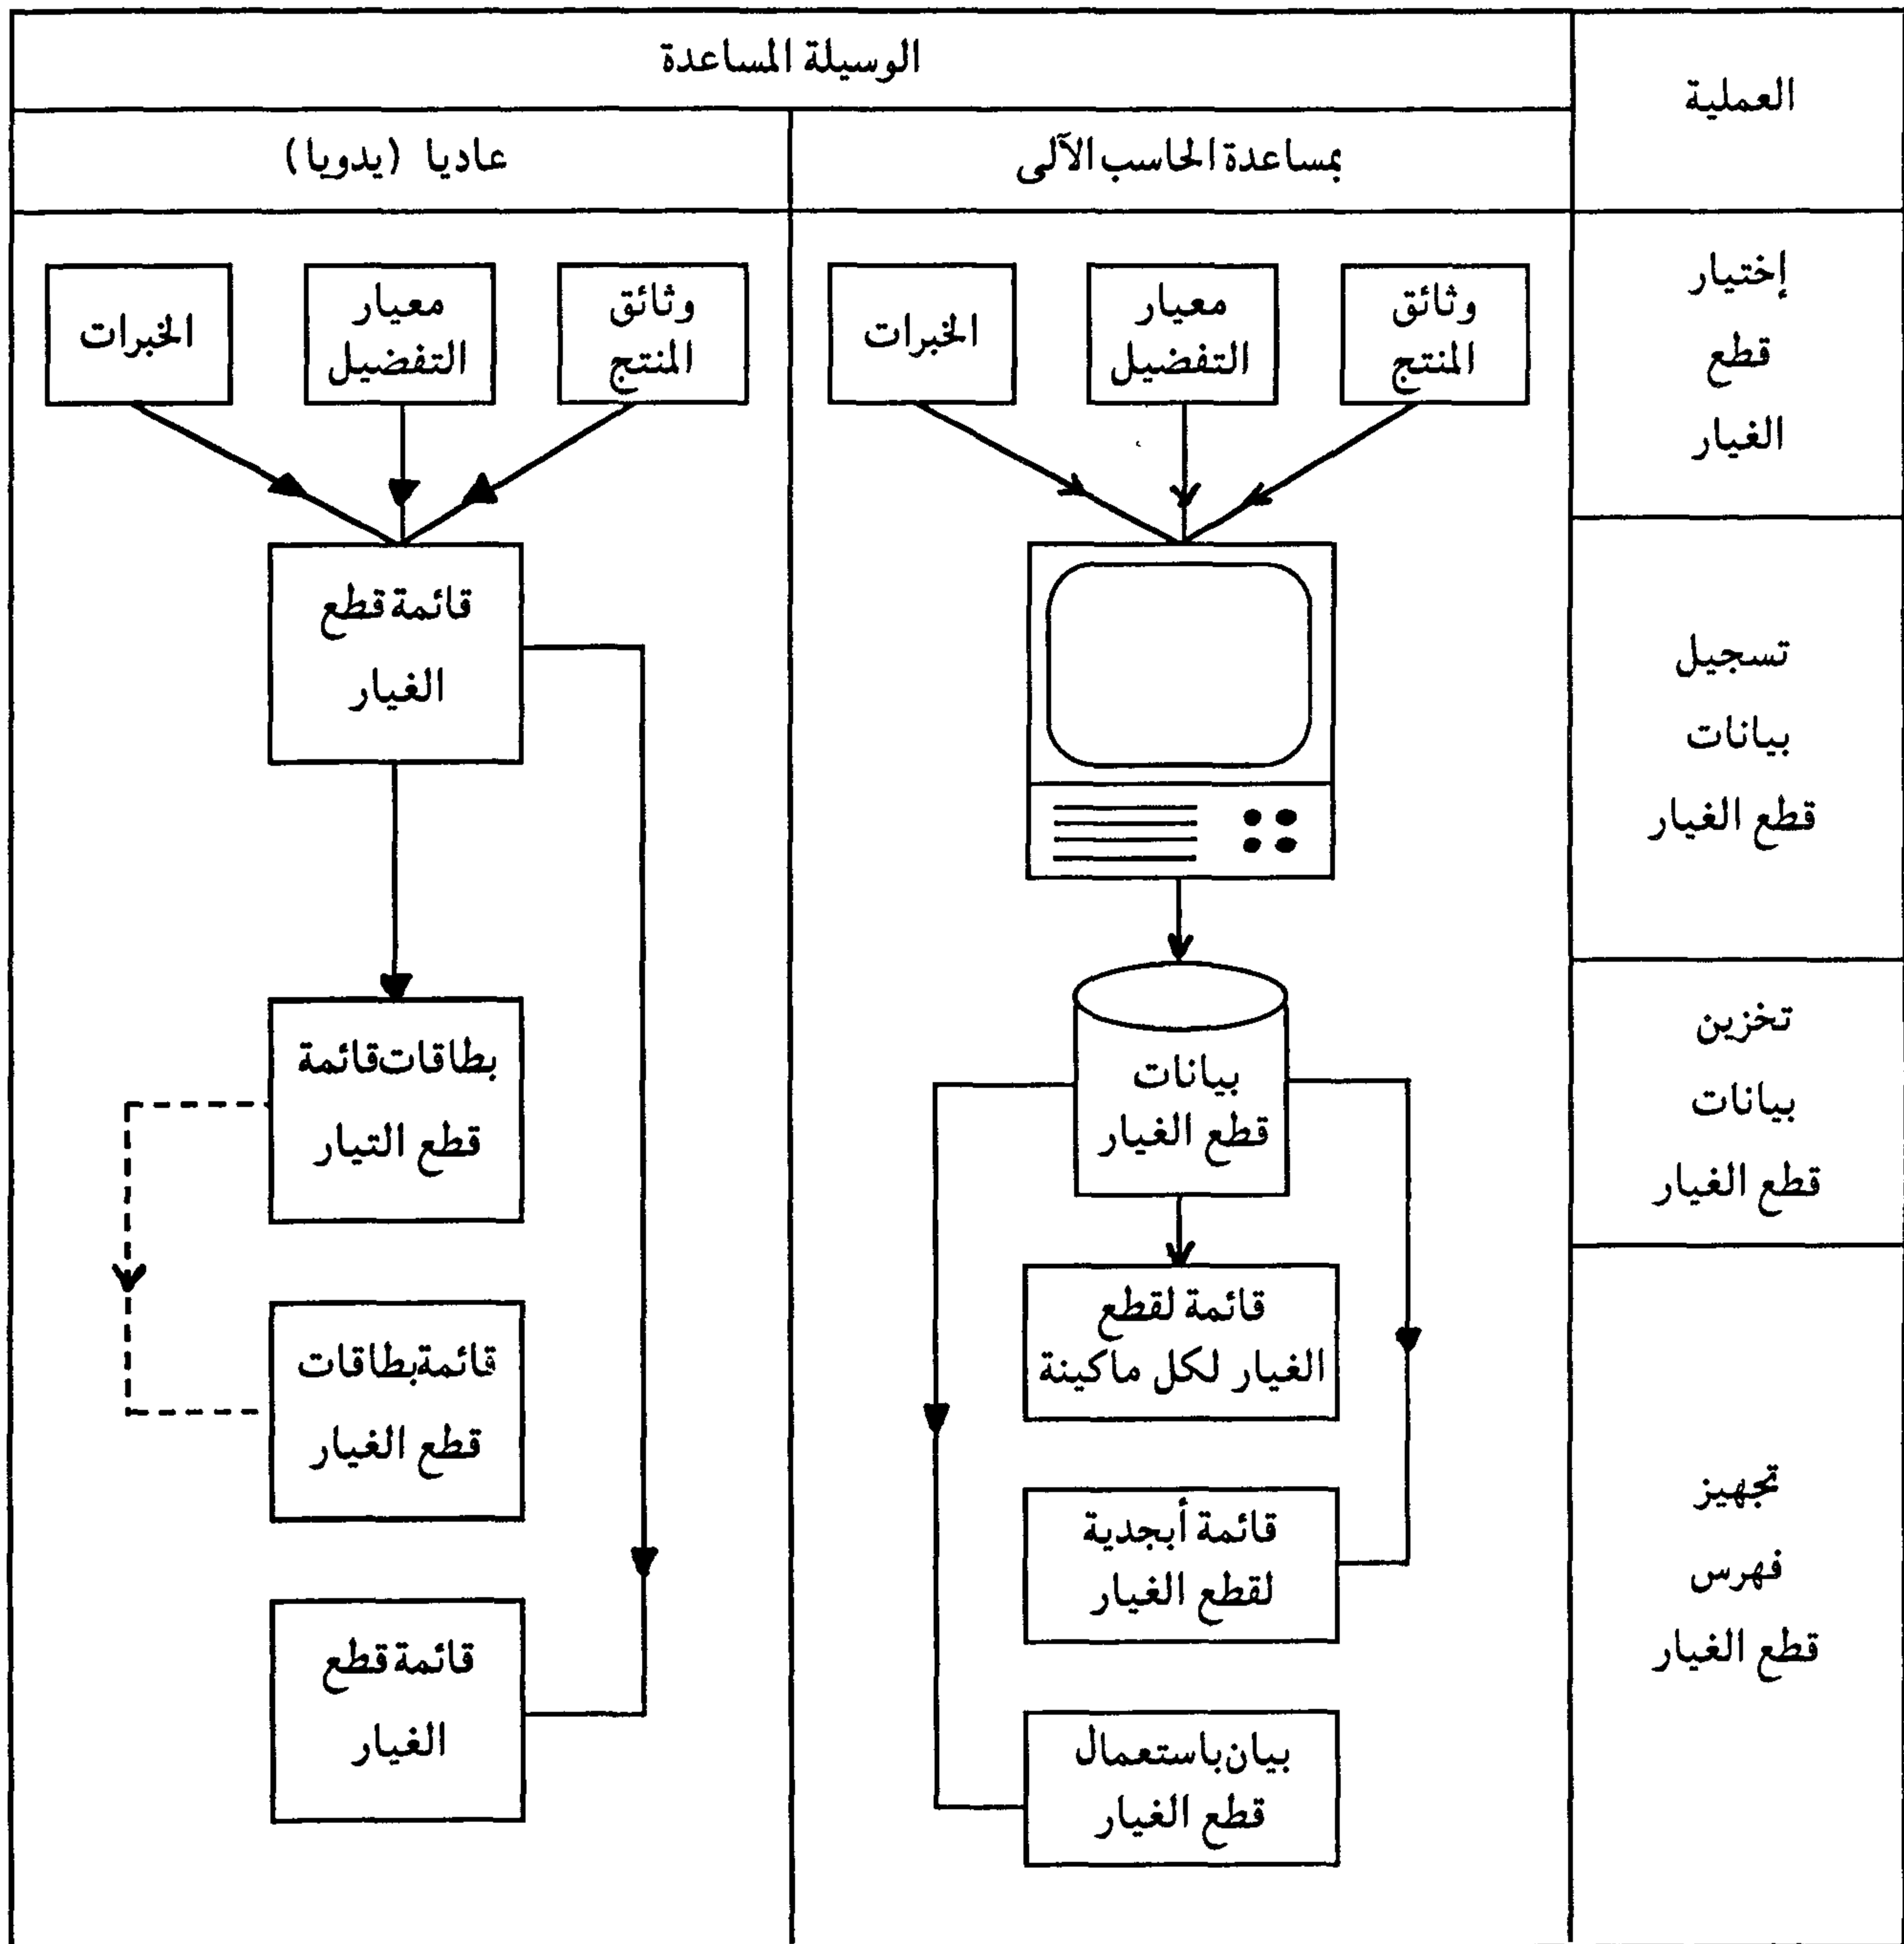 العملية
الوسيلة المساعدة
بمساعدة الحاسب الآلى
عاديا (يدويا)
إختيار
قطع
الغيار
وثائق
المنتج
معيار
التفضيل
الخبرات
وثائق
المنتج
معيار
التفضيل
الخبرات
تسجيل
بيانات
قطع الغيار
قائمة قطع
الغيار
تخزين
بيانات
قطع الغيار
بيانات
قطع الغيار
بطاقات قائمة
قطع التيار
تجهيز
فهرس
قطع الغيار
قائمة لقطع
الغيار لكل ماكينة
قائمة أبجدية
لقطع الغيار
بيان باستعمال
قطع الغيار
قائمة بطاقات
قطع الغيار
قائمة قطع
الغيار